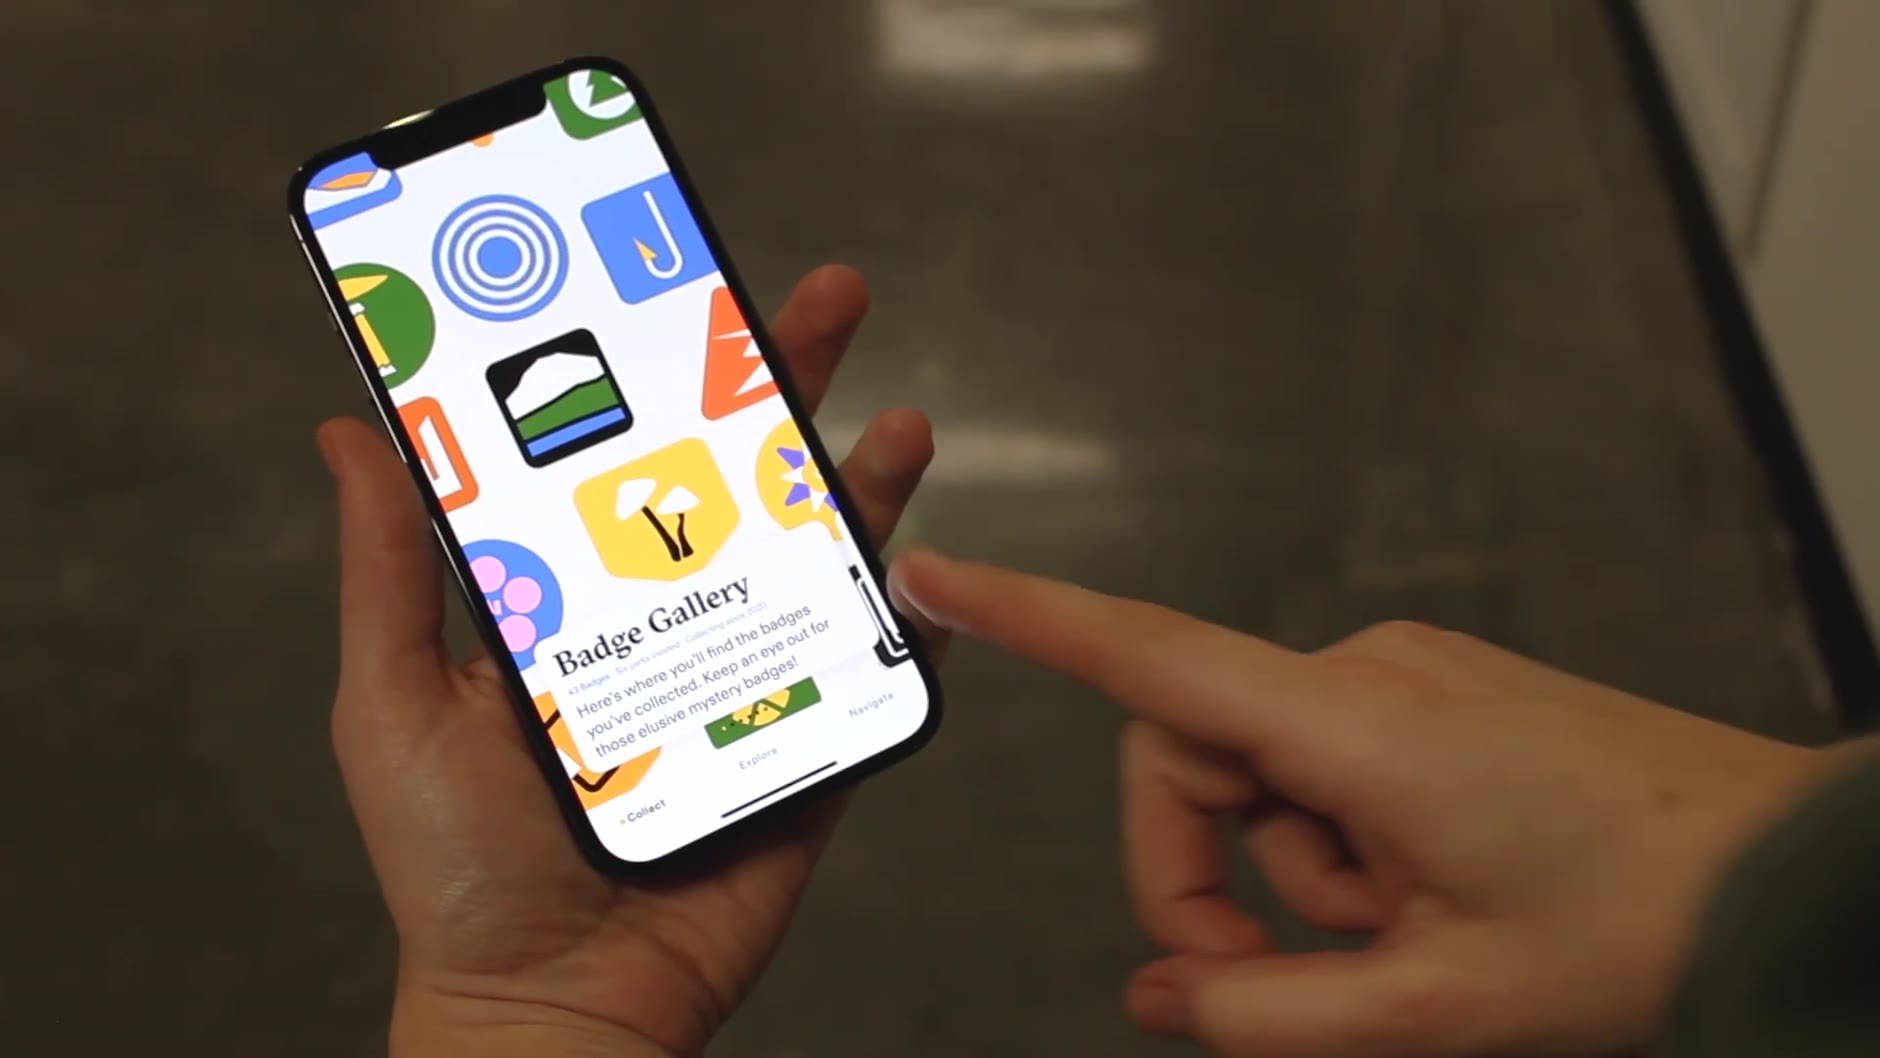 Badge Gallery
43 Badges · Six parks visited · Collecting since 2020
Here's where you'll find the badges
you've collected. Keep an eye out for
those elusive mystery badges!
Collect
Explore
Navigate